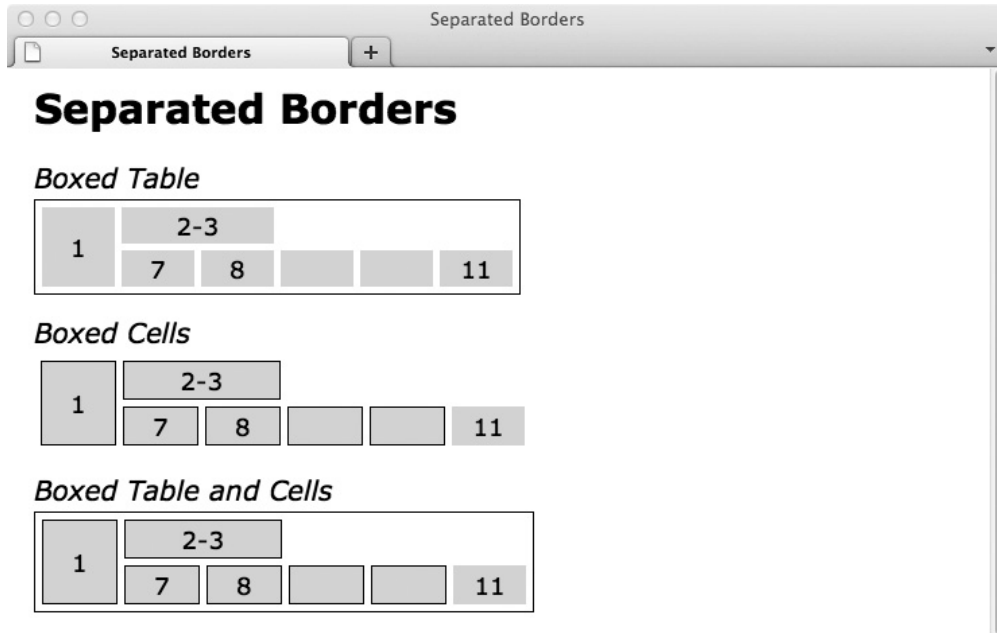 Separated Borders
Separated Borders +
Separated Borders
Boxed Table
1 2-3
7 8 11
Boxed Cells
1 2-3
7 8 11
Boxed Table and Cells
1 2-3
7 8 11